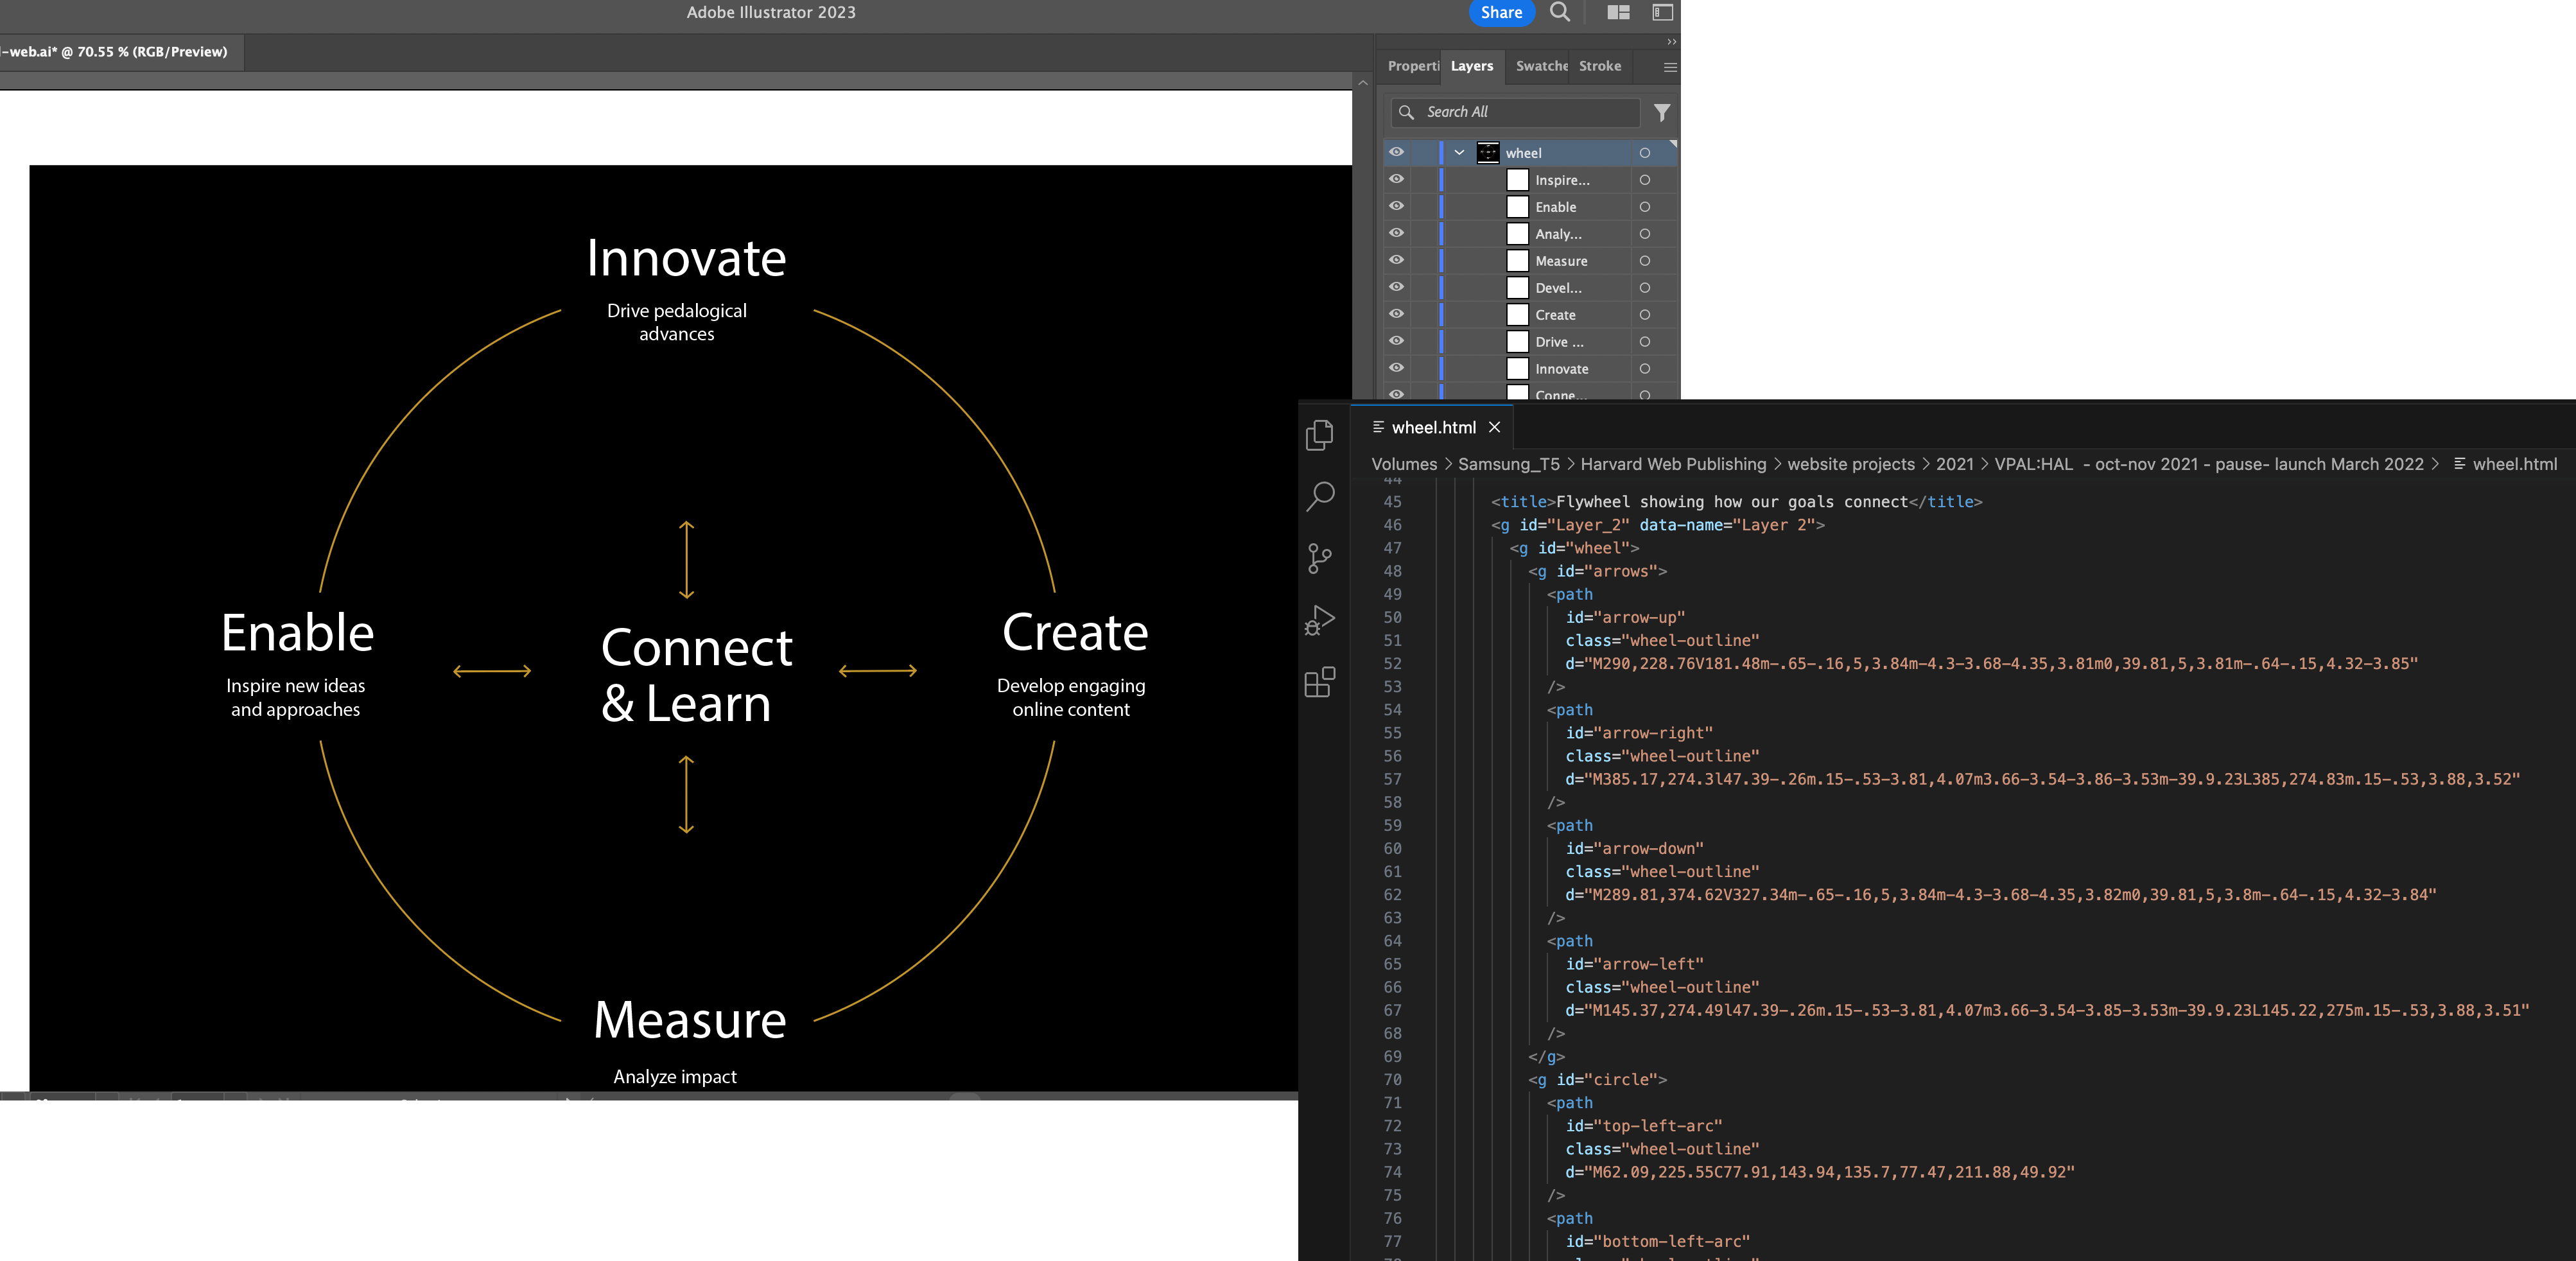 Adobe Illustrator 2023
Share
-web.ai* @ 70.55 % (RGB/Preview)
Properti
Layers
Swatche
Stroke
Search All
wheel
Inspire...
Enable
Analy...
Measure
Devel...
Create
Drive ...
Innovate
Conne...
Innovate
Drive pedalogical
advances
Enable
Inspire new ideas
and approaches
Connect
& Learn
Create
Develop engaging
online content
Measure
Analyze impact
wheel.html
Volumes > Samsung_T5 > Harvard Web Publishing > website projects > 2021 > VPAL:HAL - oct-nov 2021 - pause- launch March 2022 > wheel.html
44
45 <title>Flywheel showing how our goals connect</title>
46 <g id="Layer_2" data-name="Layer 2">
47 <g id="wheel">
48 <g id="arrows">
49 <path
50 id="arrow-up"
51 class="wheel-outline"
52 d="M290,228.76V181.48m-.65-.16,5,3.84m-4.3-3.68-4.35,3.81m0,39.81,5,3.81m-.64-.15,4.32-3.85"
53 />
54 <path
55 id="arrow-right"
56 class="wheel-outline"
57 d="M385.17,274.3l47.39-.26m.15-.53-3.81,4.07m3.66-3.54-3.86-3.53m-39.9.23L385,274.83m.15-.53,3.88,3.52"
58 />
59 <path
60 id="arrow-down"
61 class="wheel-outline"
62 d="M289.81,374.62V327.34m-.65-.16,5,3.84m-4.3-3.68-4.35,3.82m0,39.81,5,3.8m-.64-.15,4.32-3.84"
63 />
64 <path
65 id="arrow-left"
66 class="wheel-outline"
67 d="M145.37,274.49l47.39-.26m.15-.53-3.81,4.07m3.66-3.54-3.85-3.53m-39.9.23L145.22,275m.15-.53,3.88,3.51"
68 />
69 </g>
70 <g id="circle">
71 <path
72 id="top-left-arc"
73 class="wheel-outline"
74 d="M62.09,225.55C77.91,143.94,135.7,77.47,211.88,49.92"
75 />
76 <path
77 id="bottom-left-arc"